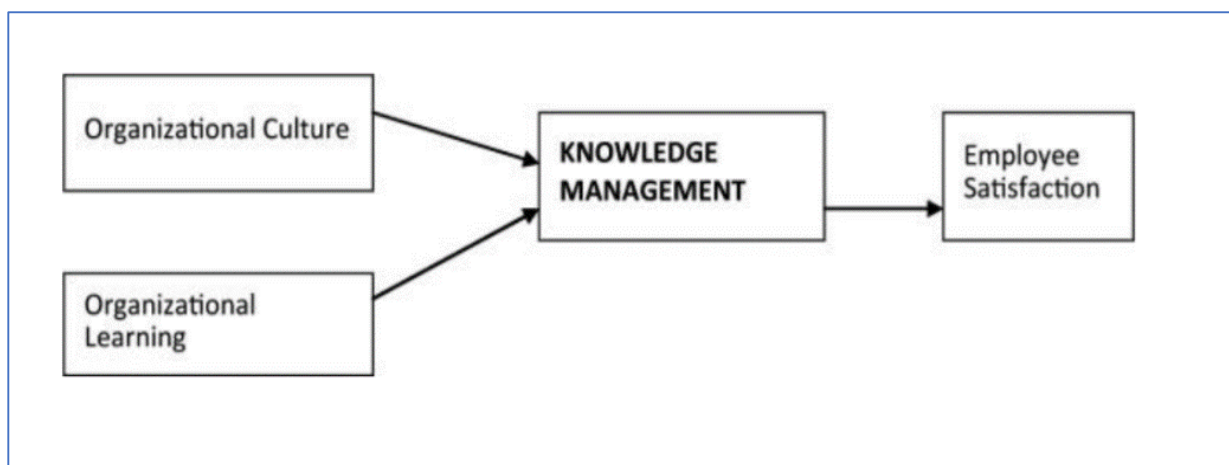 Organizational Culture
KNOWLEDGE
MANAGEMENT
Employee
Satisfaction
Organizational
Learning